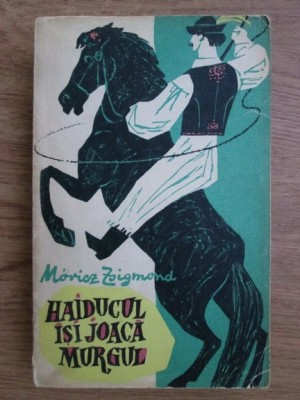 Móricz Zsigmond
HAIDUCUL
ÎȘI JOACĂ
MURGUL